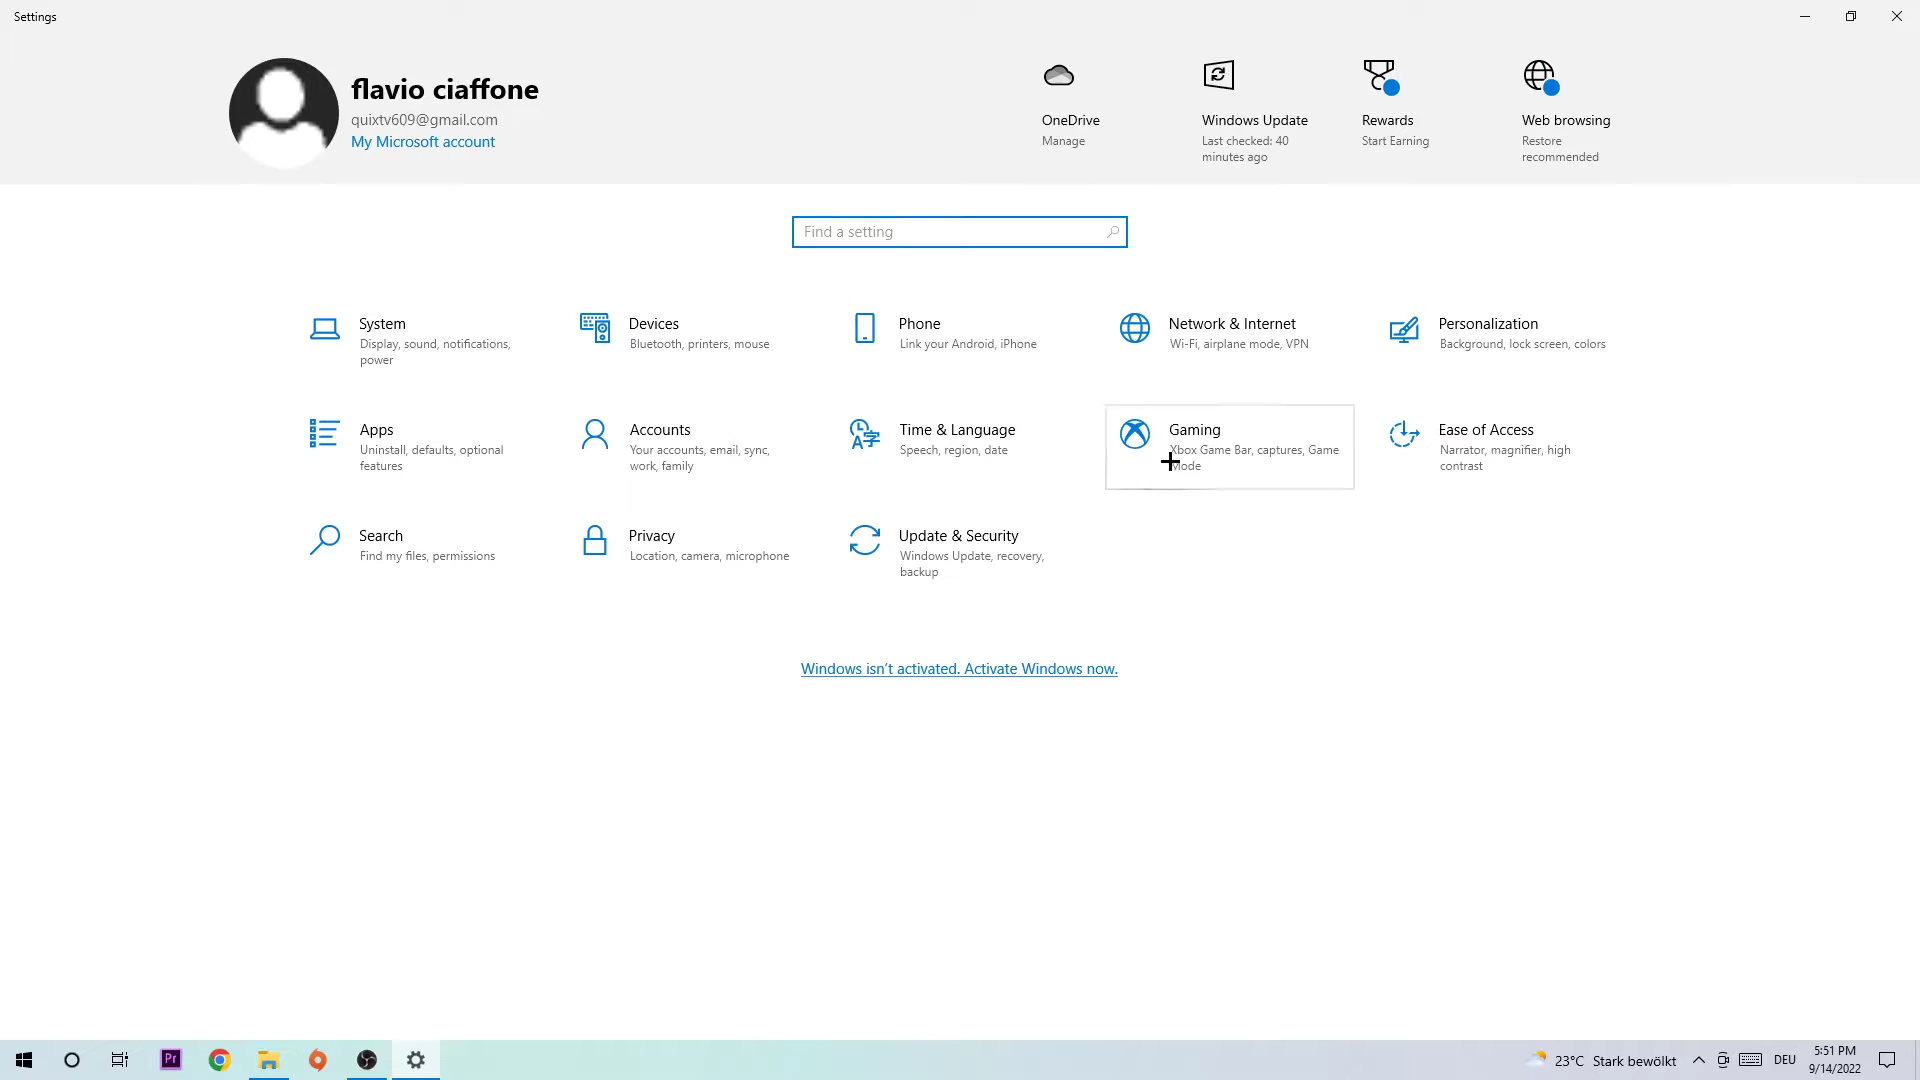 Settings
flavio ciaffone
quixtv609@gmail.com
My Microsoft account
OneDrive
Manage
Windows Update
Last checked: 40
minutes ago
Rewards
Start Earning
Web browsing
Restore
recommended
Find a setting
System
Display, sound, notifications,
power
Devices
Bluetooth, printers, mouse
Phone
Link your Android, iPhone
Network & Internet
Wi-Fi, airplane mode, VPN
Personalization
Background, lock screen, colors
Apps
Uninstall, defaults, optional
features
Accounts
Your accounts, email, sync,
work, family
Time & Language
Speech, region, date
Gaming
Xbox Game Bar, captures, Game
Mode
Ease of Access
Narrator, magnifier, high
contrast
Search
Find my files, permissions
Privacy
Location, camera, microphone
Update & Security
Windows Update, recovery,
backup
Windows isn't activated. Activate Windows now.
Pr
23°C Stark bewölkt
DEU
5:51 PM
9/14/2022